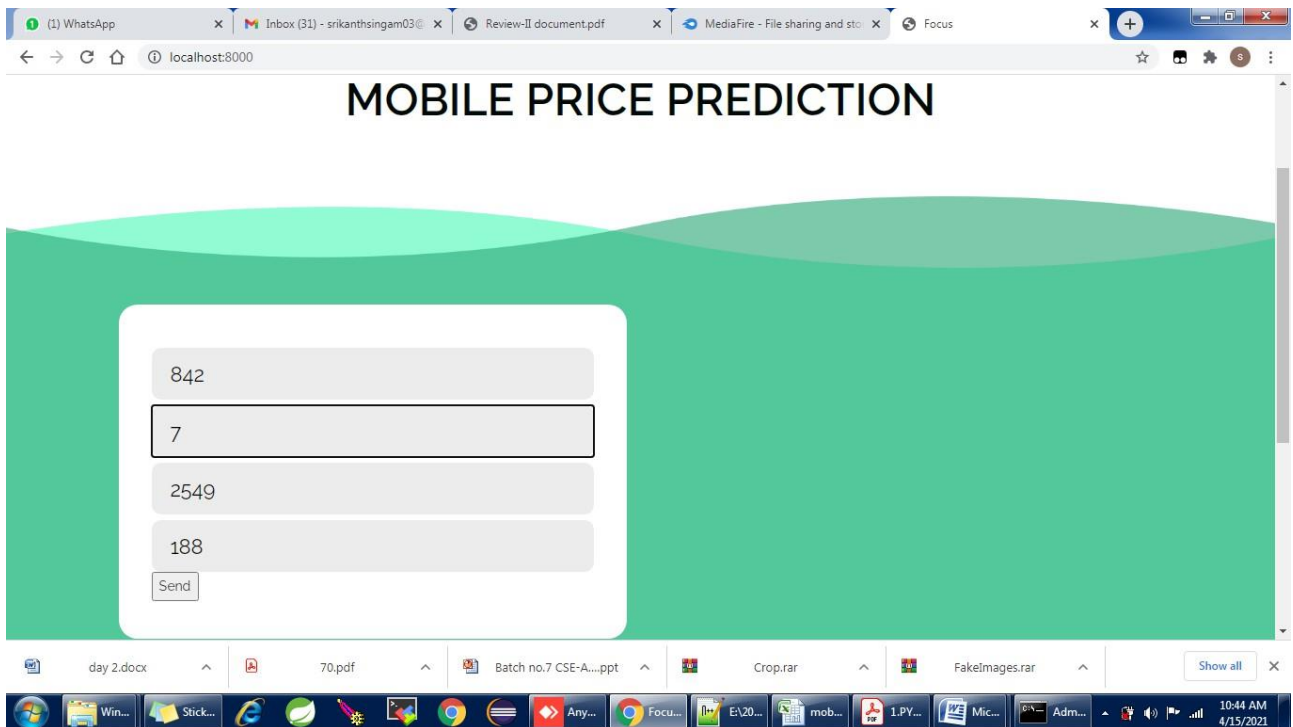 (1) WhatsApp
Inbox (31) - srikanthsingam03@
Review-II document.pdf
MediaFire - File sharing and sto
Focus
localhost:8000
S
MOBILE PRICE PREDICTION
842
7
2549
188
Send
day 2.docx
70.pdf
Batch no.7 CSE-A....ppt
Crop.rar
FakeImages.rar
Show all
Win...
Stick...
Any...
Focu...
E:\20...
mob...
1.PY...
Mic...
Adm...
10:44 AM
4/15/2021